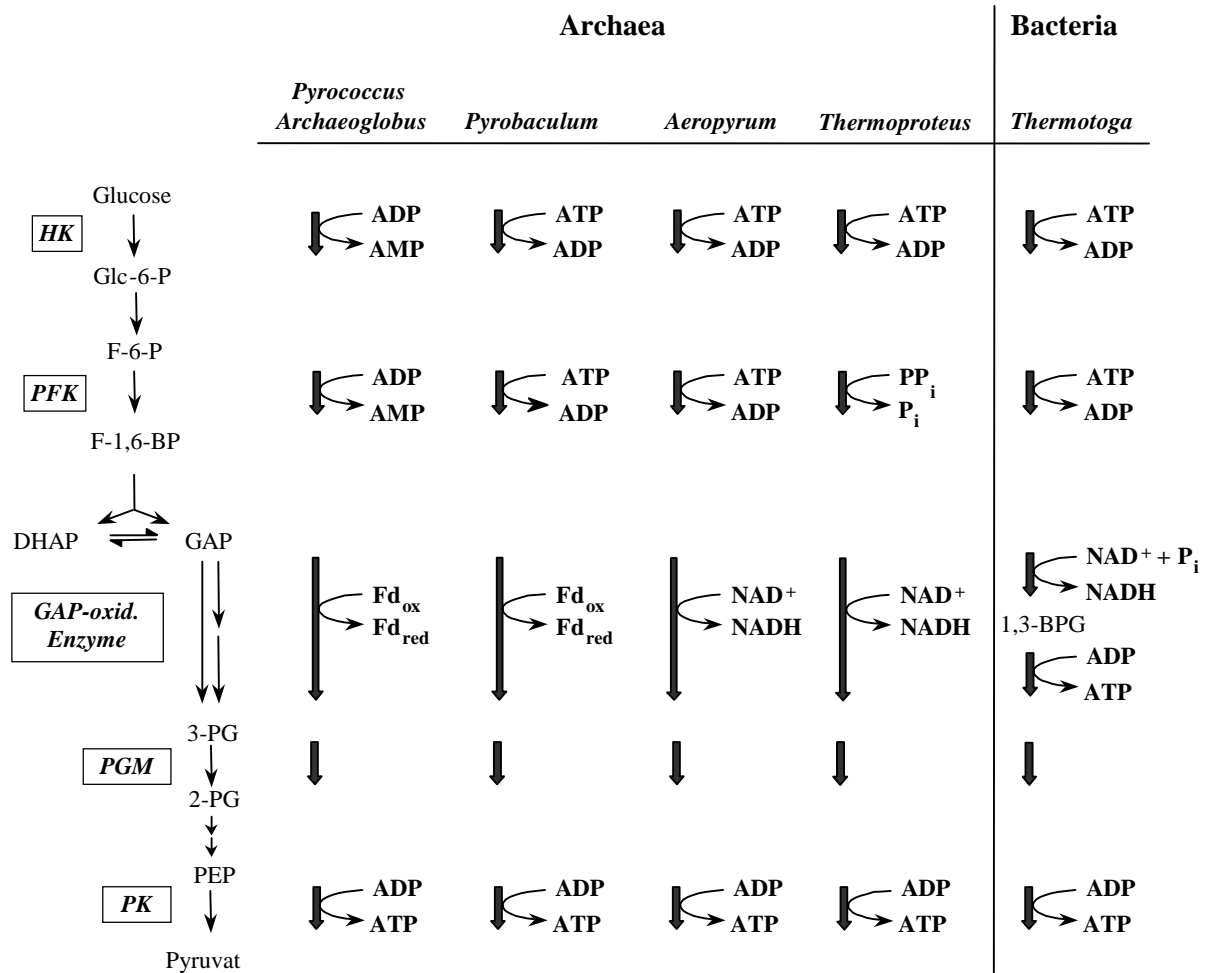 Archaea Bacteria
Pyrococcus
Archaeoglobus Pyrobaculum Aeropyrum Thermoproteus Thermotoga
Glucose
HK
ADP ATP ATP ATP ATP
AMP ADP ADP ADP ADP
Glc-6-P
F-6-P
PFK
ADP ATP ATP PPi ATP
AMP ADP ADP Pi ADP
F-1,6-BP
DHAP GAP
NAD+ + Pi
NADH
GAP-oxid.
Enzyme
Fdox Fdox NAD+ NAD+
Fdred Fdred NADH NADH
1,3-BPG
ADP
ATP
3-PG
PGM
2-PG
PEP
PK
ADP ADP ADP ADP ADP
ATP ATP ATP ATP ATP
Pyruvat